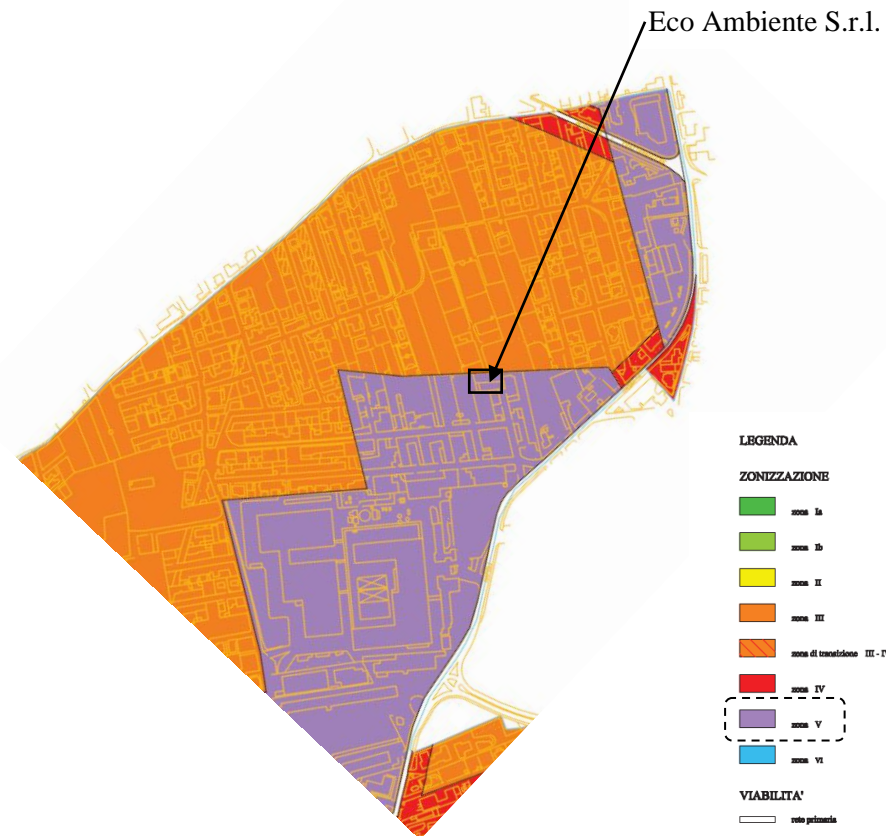 Eco Ambiente S.r.l.
LEGENDA
ZONIZZAZIONE
zona Ia
zona Ib
zona II
zona III
zona di transizione III - IV
zona IV
zona V
zona VI
VIABILITA'
rete primaria